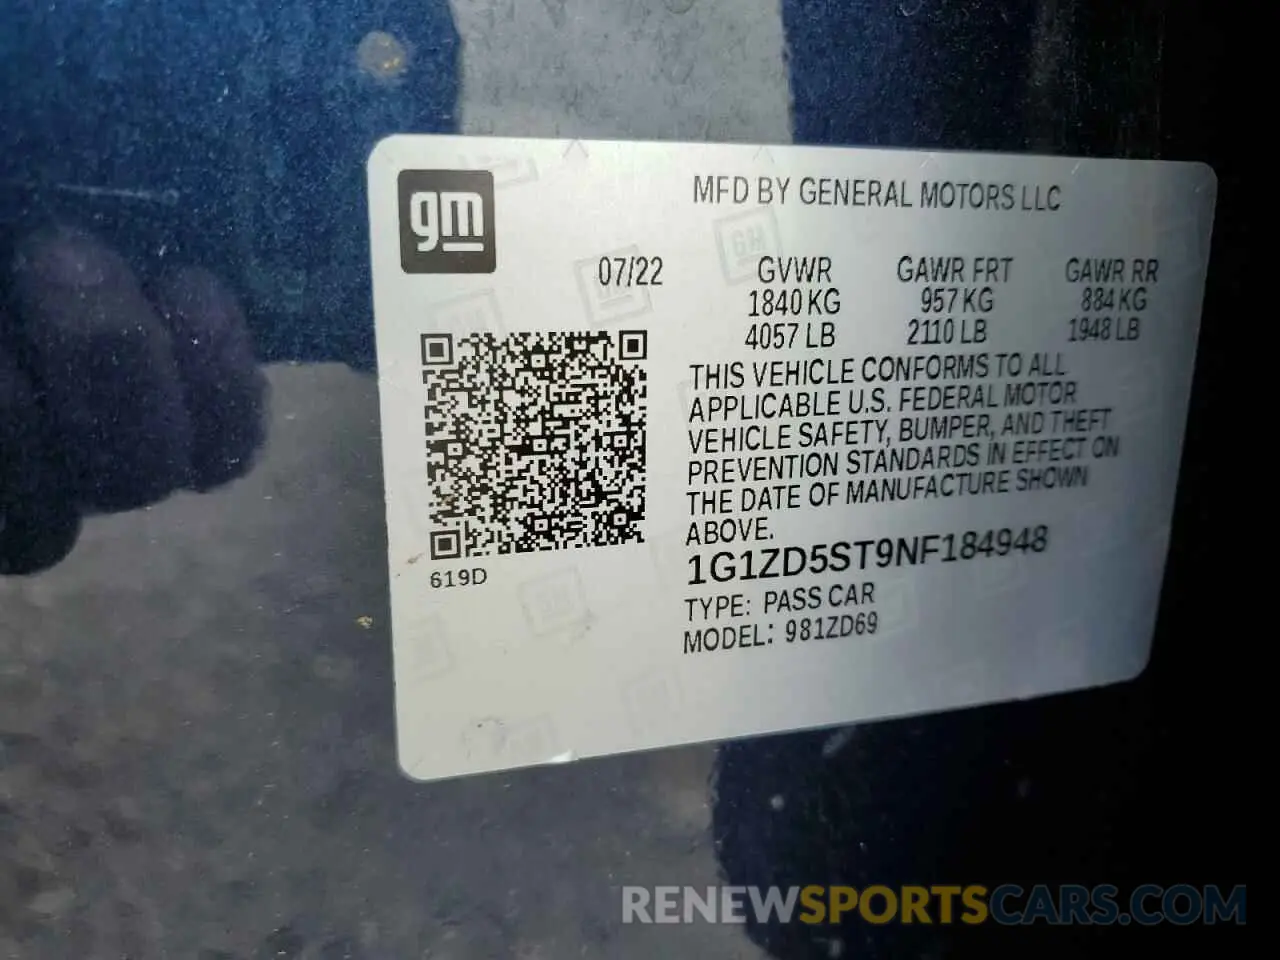 gm
MFD BY GENERAL MOTORS LLC
07/22 GVWR GAWR FRT GAWR RR
1840 KG 957 KG 884 KG
4057 LB 2110 LB 1948 LB
THIS VEHICLE CONFORMS TO ALL
APPLICABLE U.S. FEDERAL MOTOR
VEHICLE SAFETY, BUMPER, AND THEFT
PREVENTION STANDARDS IN EFFECT ON
THE DATE OF MANUFACTURE SHOWN
ABOVE.
1G1ZD5ST9NF184948
619D
TYPE: PASS CAR
MODEL: 981ZD69
RENEWSPORTSCARS.COM